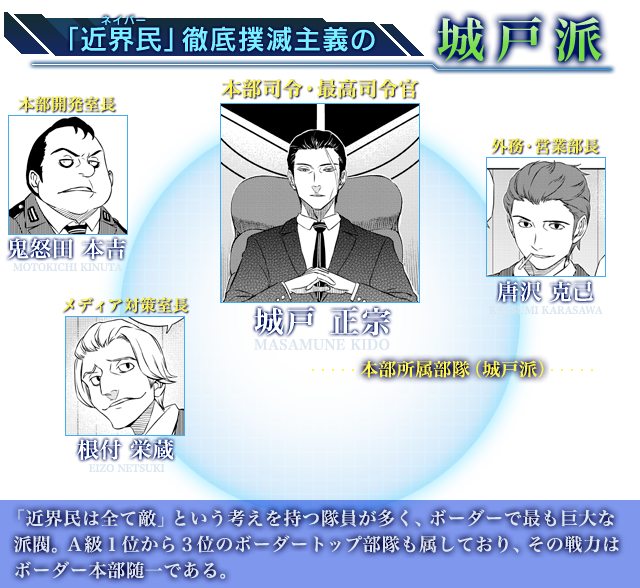 「近界民」徹底撲滅主義の 城戸派
ネイバー
本部司令・最高司令官
本部開発室長
鬼怒田 本吉
MOTOKICHI KINUTA
外務・営業部長
唐沢 克己
KATSUMI KARASAWA
城戸 正宗
MASAMUNE KIDO
メディア対策室長
根付 栄蔵
EIZO NETSUKI
本部所属部隊（城戸派）
「近界民は全て敵」という考えを持つ隊員が多く、ボーダーで最も巨大な
派閥。Ａ級１位から３位のボーダートップ部隊も属しており、その戦力は
ボーダー本部随一である。